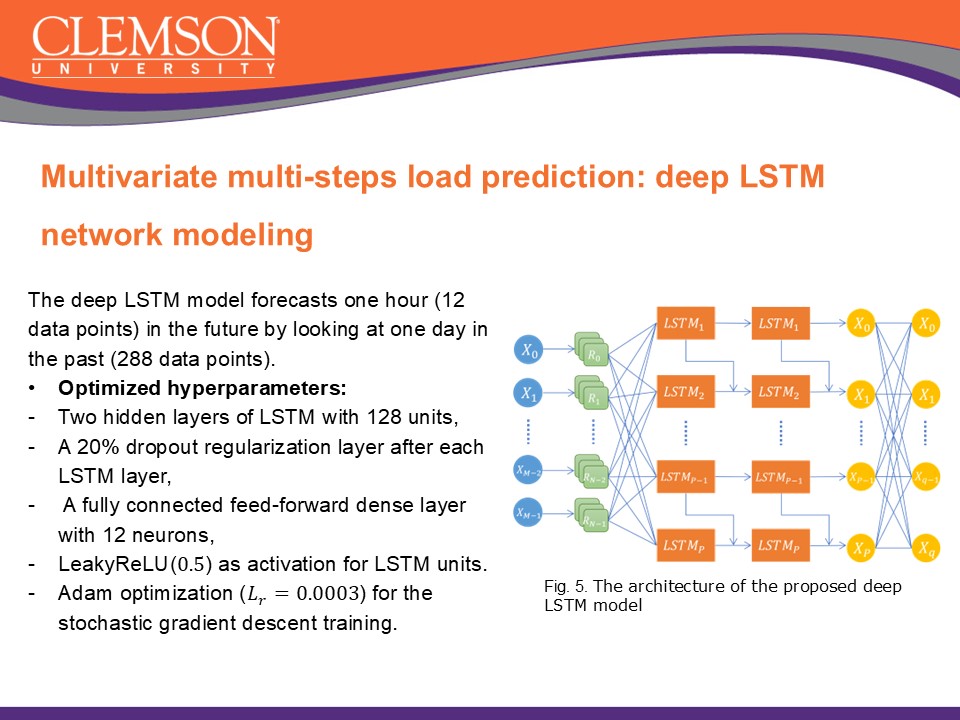 CLEMSON
UNIVERSITY
Multivariate multi-steps load prediction: deep LSTM
network modeling
The deep LSTM model forecasts one hour (12
data points) in the future by looking at one day in
the past (288 data points).
• Optimized hyperparameters:
- Two hidden layers of LSTM with 128 units,
- A 20% dropout regularization layer after each
LSTM layer,
- A fully connected feed-forward dense layer
with 12 neurons,
- LeakyReLU(0.5) as activation for LSTM units.
- Adam optimization (L_r = 0.0003) for the
stochastic gradient descent training.
X_0 R_0 LSTM_1 LSTM_1 X_0 X_0
X_1 R_1 LSTM_2 LSTM_2 X_1 X_1
X_{M-2} R_{N-2} LSTM_{P-1} LSTM_{P-1} X_{P-1} X_{q-1}
X_{M-1} R_{N-1} LSTM_P LSTM_P X_P X_q
Fig. 5. The architecture of the proposed deep
LSTM model